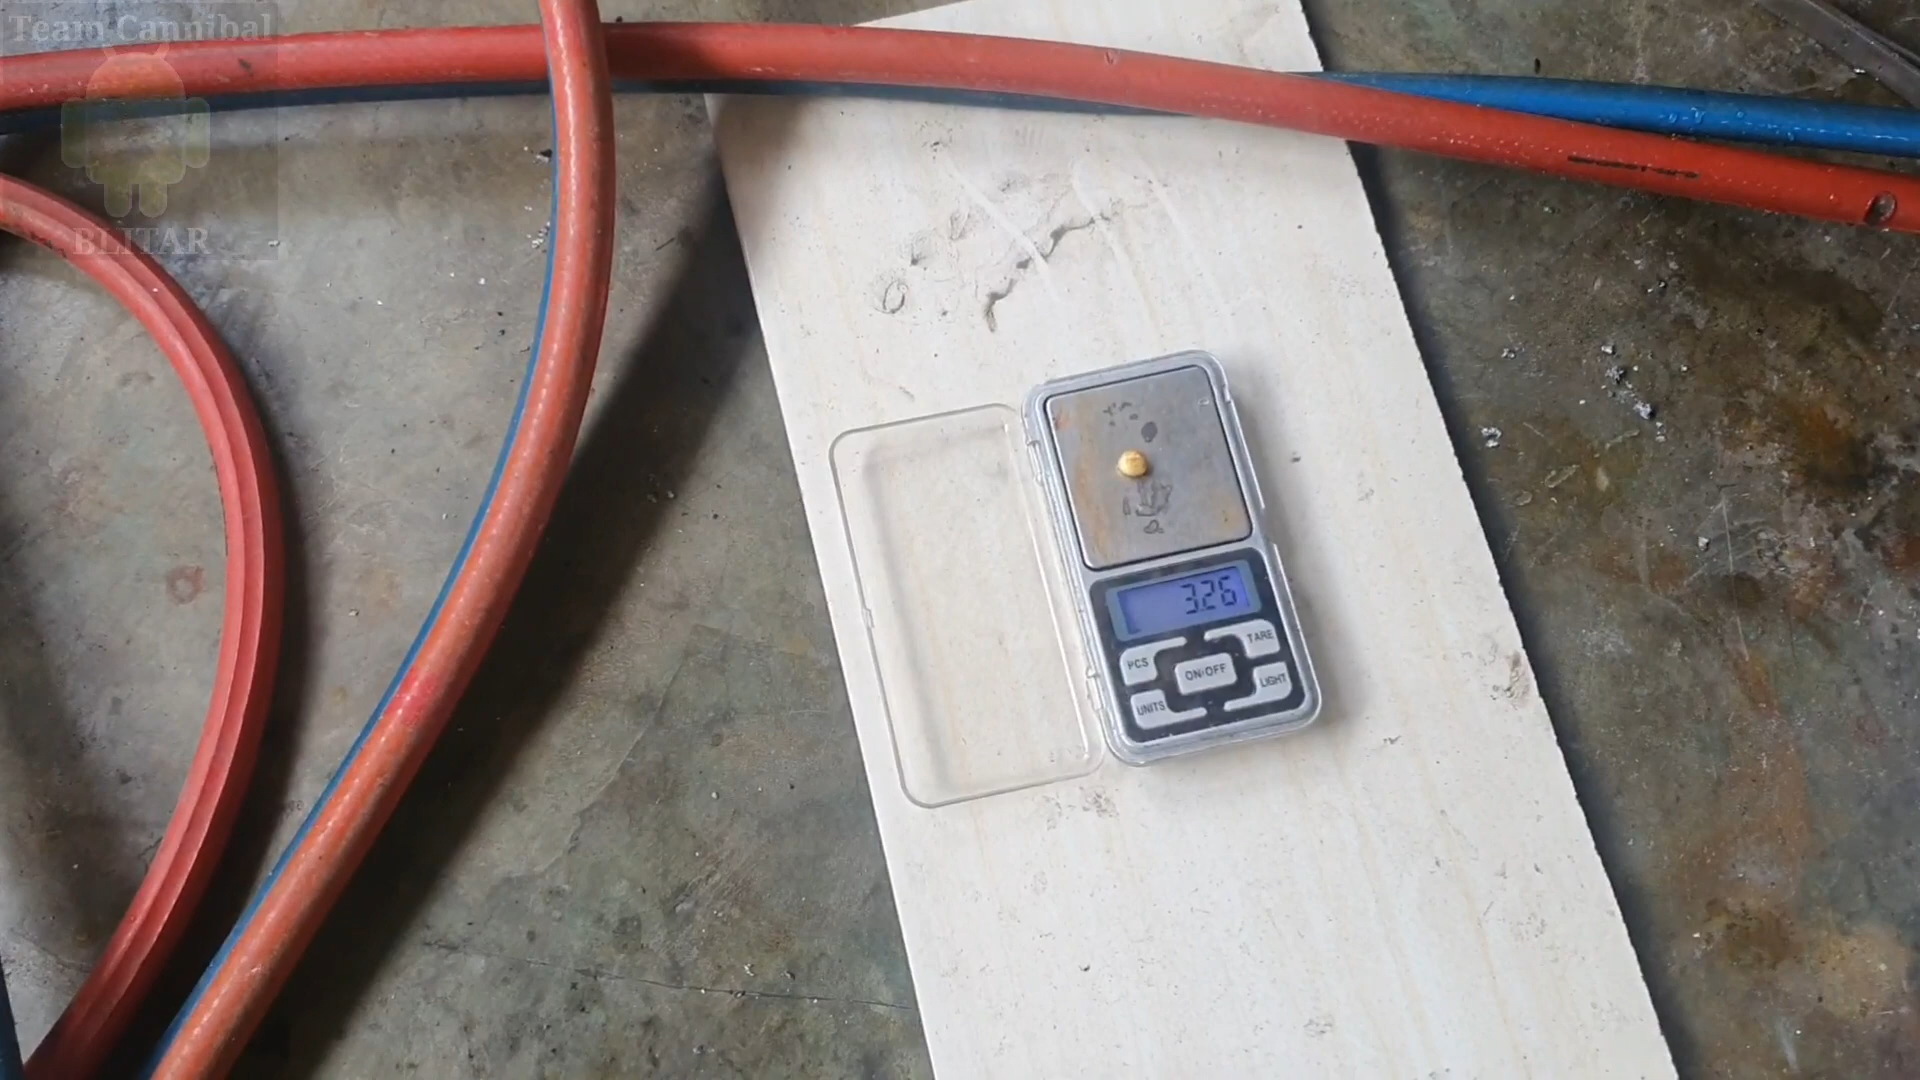 Team Cannibal
BLITAR
3.26
PCS
TARE
ON/OFF
UNITS
LIGHT